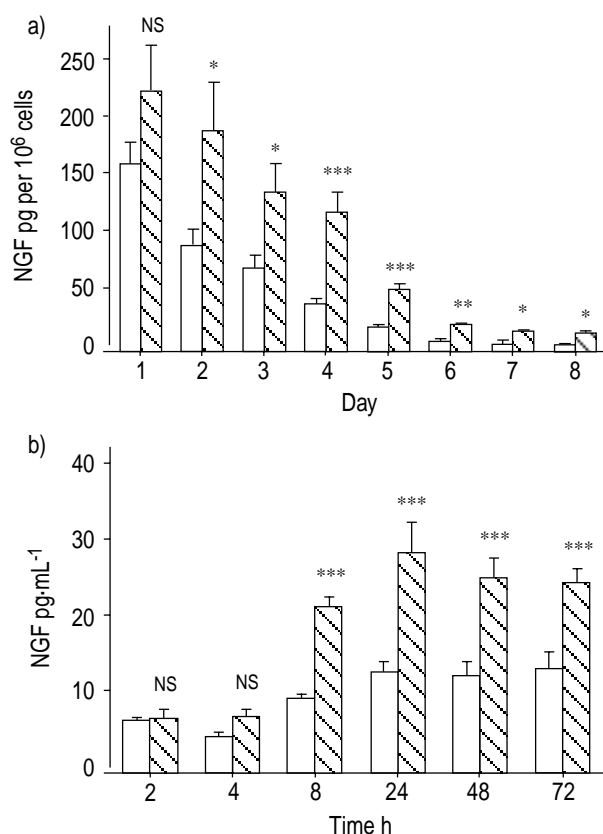 a)
NS
*
*
***
***
**
*
*
250
200
150
100
50
0
NGF pg per 10⁶ cells
1 2 3 4 5 6 7 8
Day
b)
NS
NS
***
***
***
***
40
30
20
10
0
NGF pg·mL⁻¹
2 4 8 24 48 72
Time h